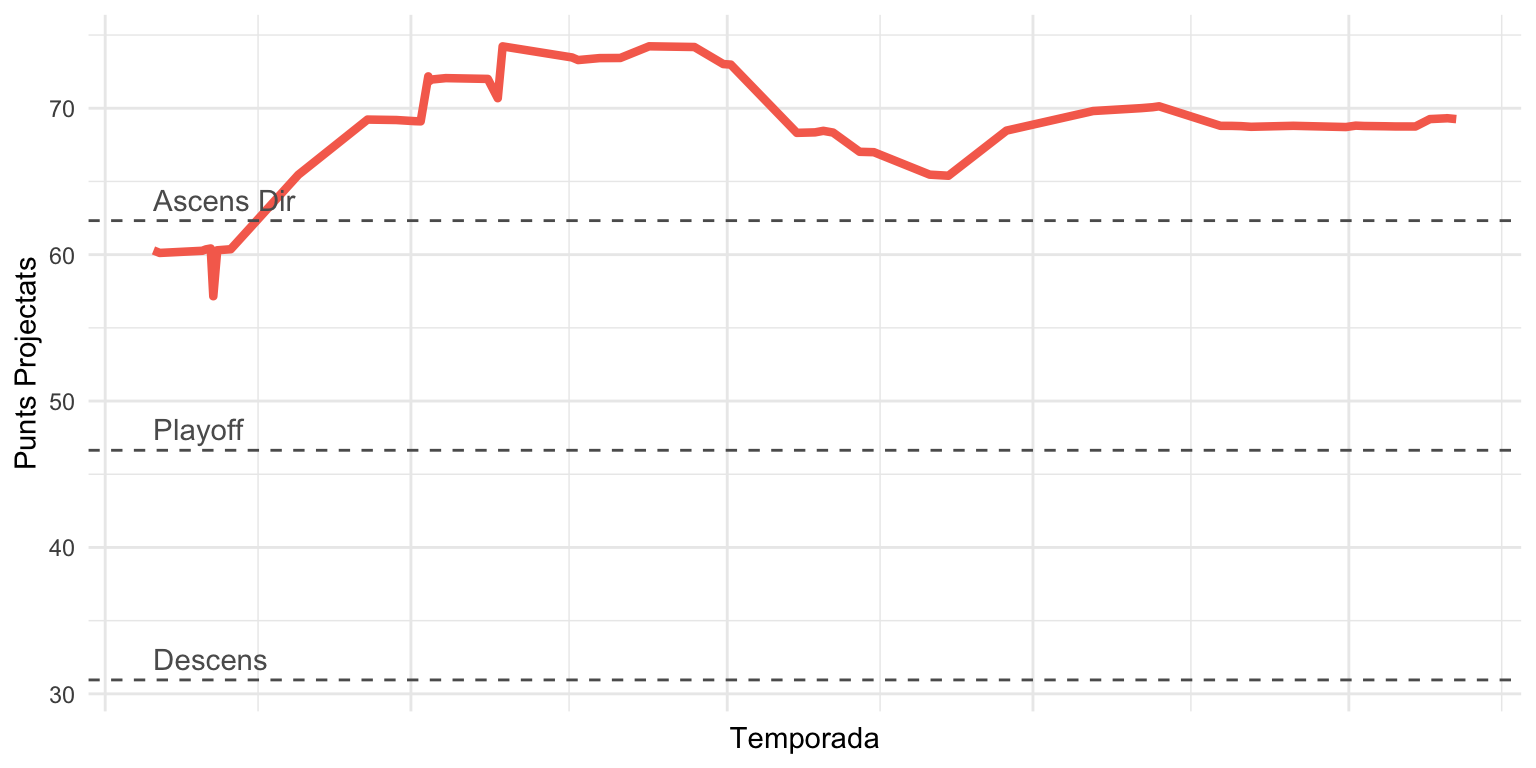 70
60
50
40
30
Punts Projectats
Ascens Dir
Playoff
Descens
Temporada